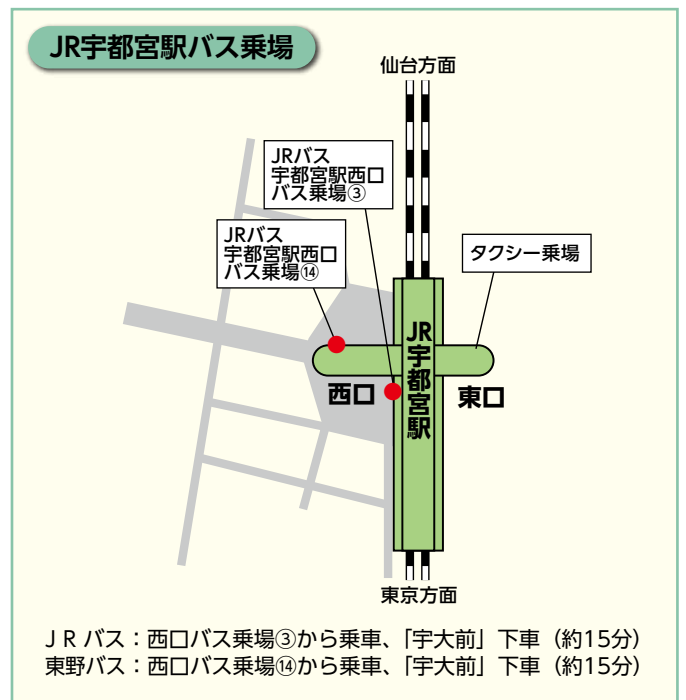 JR宇都宮駅バス乗場
仙台方面
JRバス
宇都宮駅西口
バス乗場③
JRバス
宇都宮駅西口
バス乗場⑭
タクシー乗場
JR宇都宮駅
西口
東口
東京方面
JRバス：西口バス乗場③から乗車、「宇大前」下車（約15分）
東野バス：西口バス乗場⑭から乗車、「宇大前」下車（約15分）